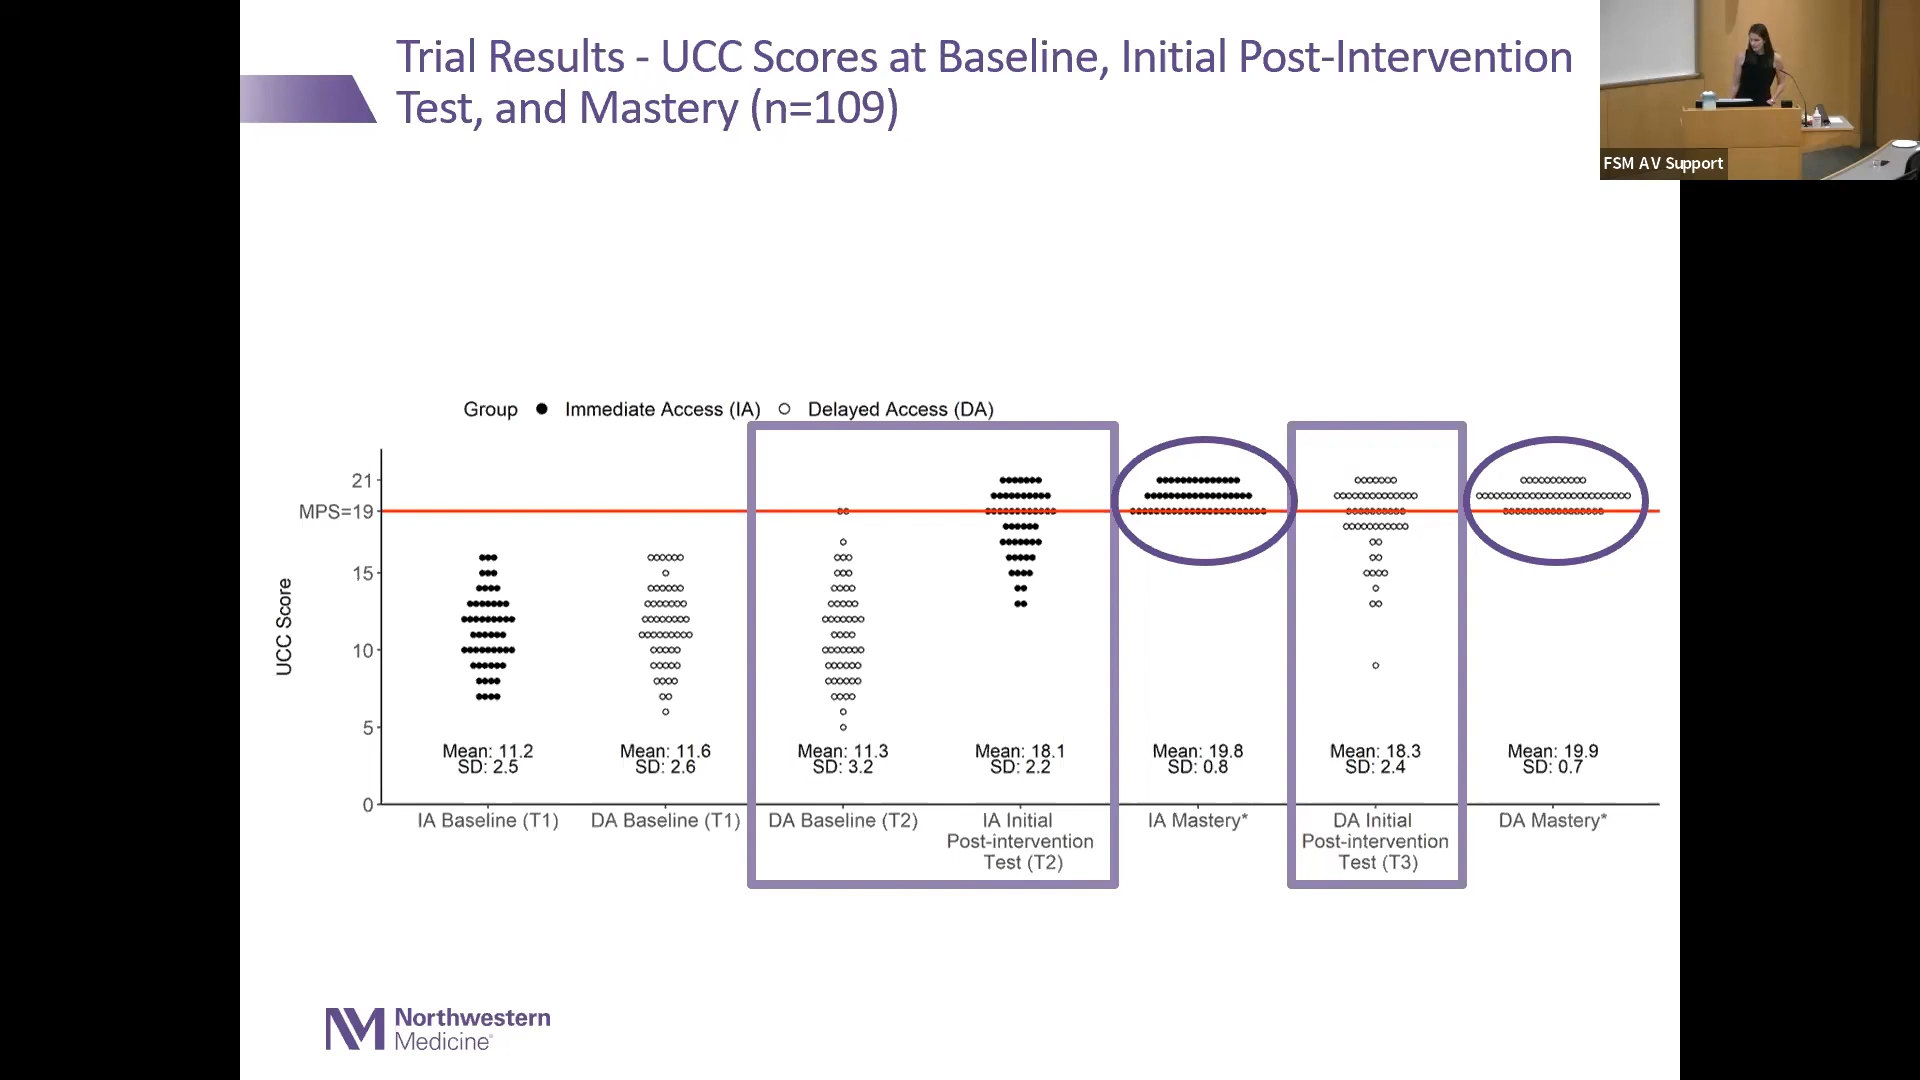 Trial Results - UCC Scores at Baseline, Initial Post-Intervention
Test, and Mastery (n=109)
FSM AV Support
Group ● Immediate Access (IA) ○ Delayed Access (DA)
21
MPS=19
15
10
5
0
UCC Score
Mean: 11.2
SD: 2.5
Mean: 11.6
SD: 2.6
Mean: 11.3
SD: 3.2
Mean: 18.1
SD: 2.2
Mean: 19.8
SD: 0.8
Mean: 18.3
SD: 2.4
Mean: 19.9
SD: 0.7
IA Baseline (T1)
DA Baseline (T1)
DA Baseline (T2)
IA Initial
Post-intervention
Test (T2)
IA Mastery*
DA Initial
Post-intervention
Test (T3)
DA Mastery*
NM Northwestern
Medicine®